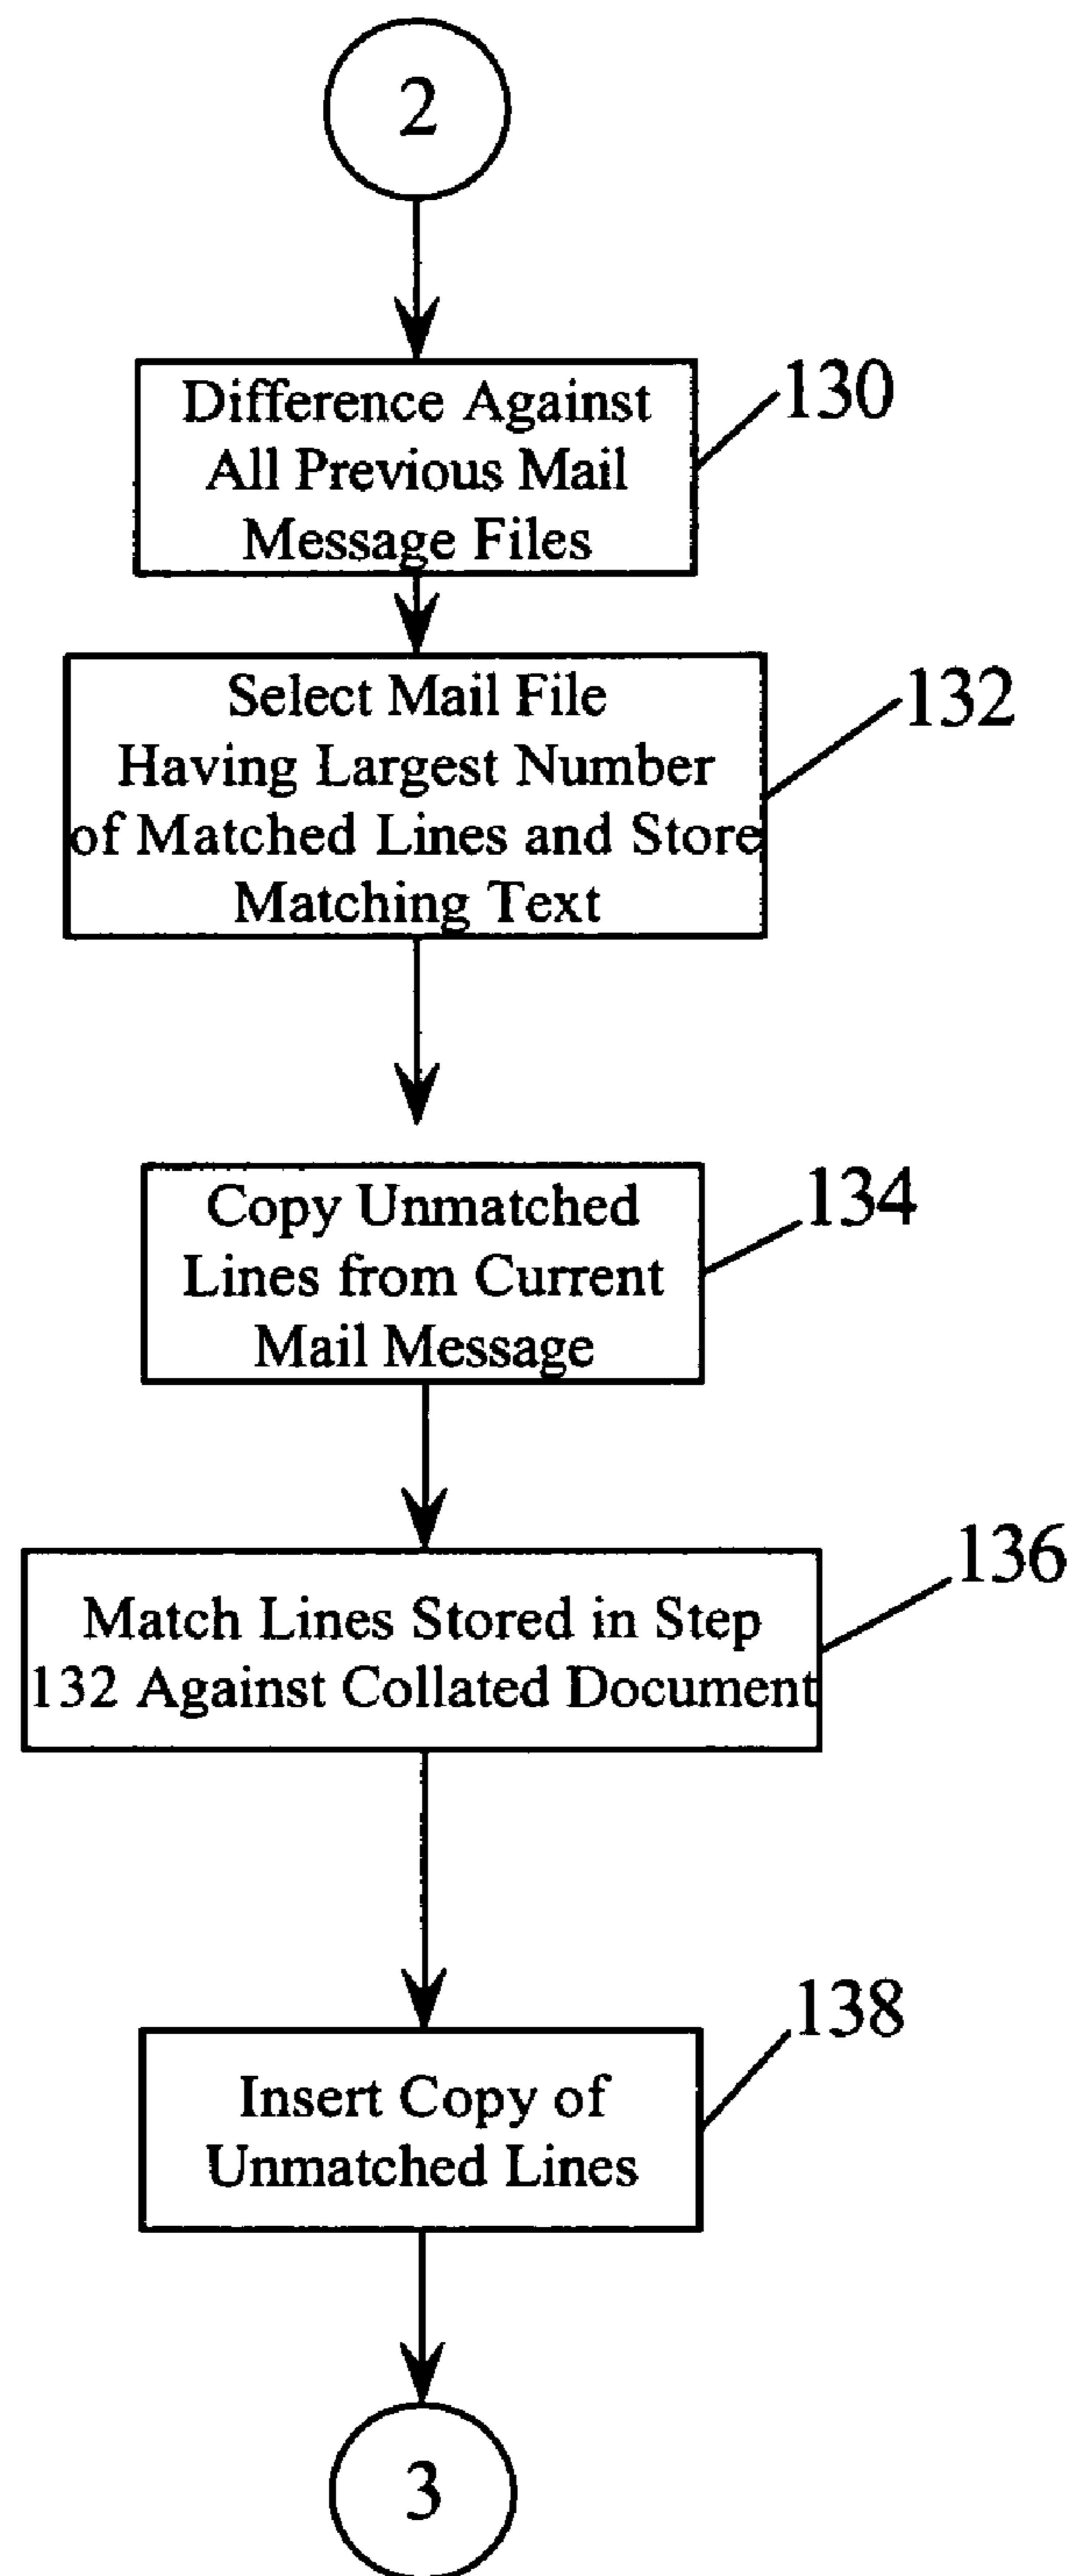 2
Difference Against
All Previous Mail
Message Files
130
Select Mail File
Having Largest Number
of Matched Lines and Store
Matching Text
132
Copy Unmatched
Lines from Current
Mail Message
134
Match Lines Stored in Step
132 Against Collated Document
136
Insert Copy of
Unmatched Lines
138
3